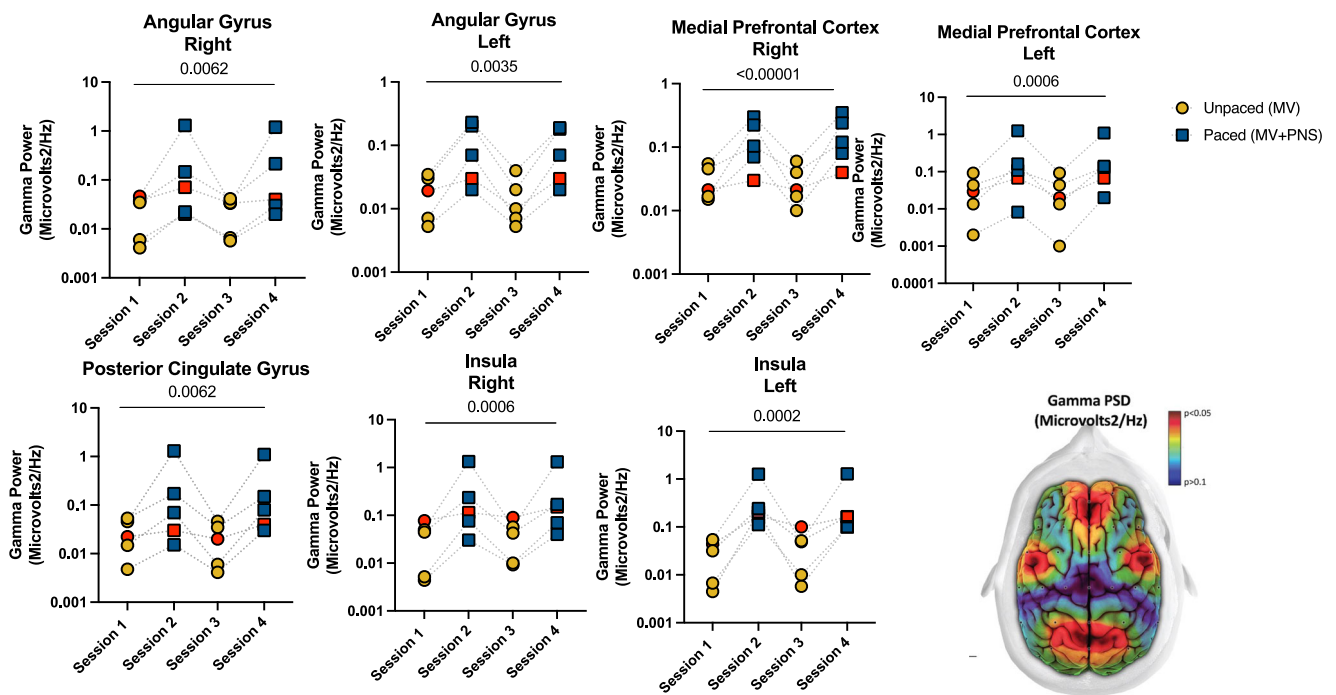 Angular Gyrus
Right
0.0062
10
1
0.1
0.01
0.001
Gamma Power
(Microvolts2/Hz)
Session 1
Session 2
Session 3
Session 4
Angular Gyrus
Left
0.0035
1
0.1
0.01
0.001
Gamma Power
(Microvolts2/Hz)
Session 1
Session 2
Session 3
Session 4
Medial Prefrontal Cortex
Right
<0.00001
1
0.1
0.01
0.001
Gamma Power
(Microvolts2/Hz)
Session 1
Session 2
Session 3
Session 4
Medial Prefrontal Cortex
Left
0.0006
10
1
0.1
0.01
0.001
0.0001
Gamma Power
(Microvolts2/Hz)
Session 1
Session 2
Session 3
Session 4
Unpaced (MV)
Paced (MV+PNS)
Posterior Cingulate Gyrus
0.0062
10
1
0.1
0.01
0.001
Gamma Power
(Microvolts2/Hz)
Session 1
Session 2
Session 3
Session 4
Insula
Right
0.0006
10
1
0.1
0.01
0.001
Gamma Power
(Microvolts2/Hz)
Session 1
Session 2
Session 3
Session 4
Insula
Left
0.0002
10
1
0.1
0.01
0.001
Gamma Power
(Microvolts2/Hz)
Session 1
Session 2
Session 3
Session 4
Gamma PSD
(Microvolts2/Hz)
p<0.05
p>0.1